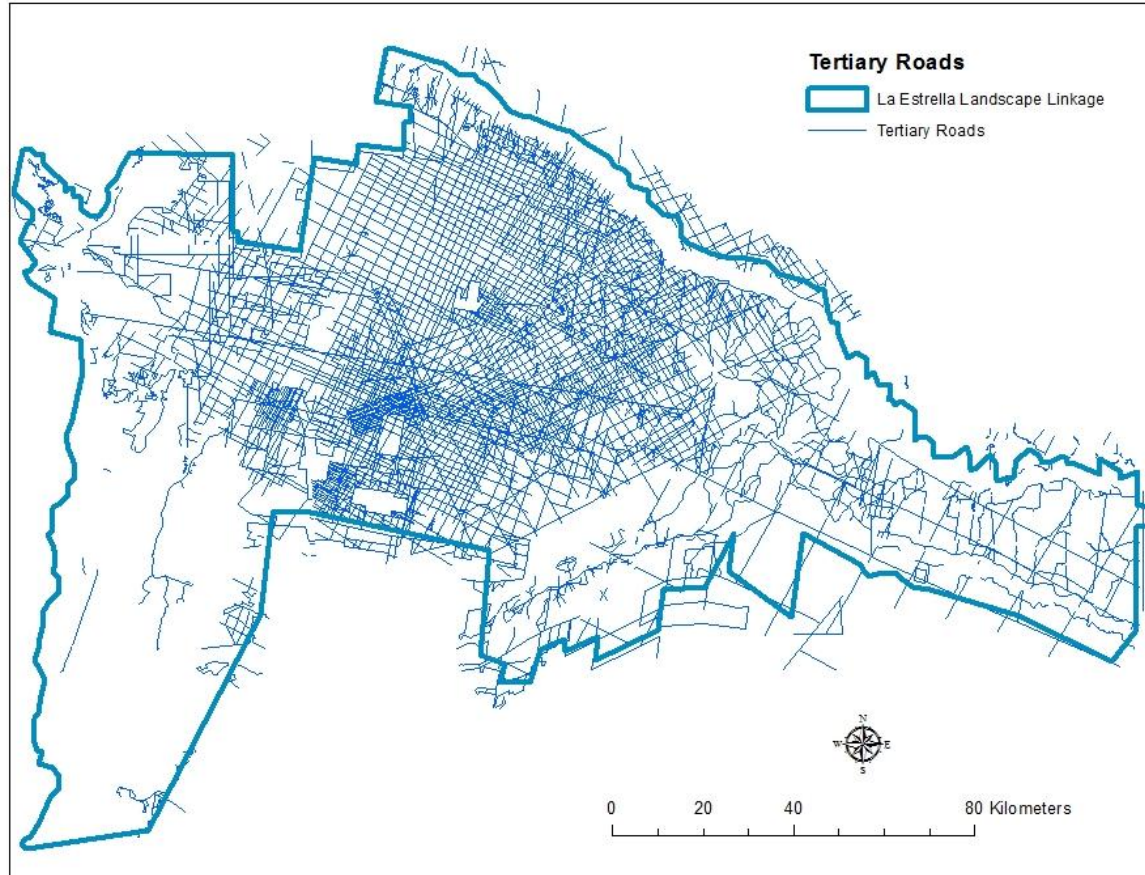 Tertiary Roads
La Estrella Landscape Linkage
Tertiary Roads
N
W E
S
0 20 40 80 Kilometers